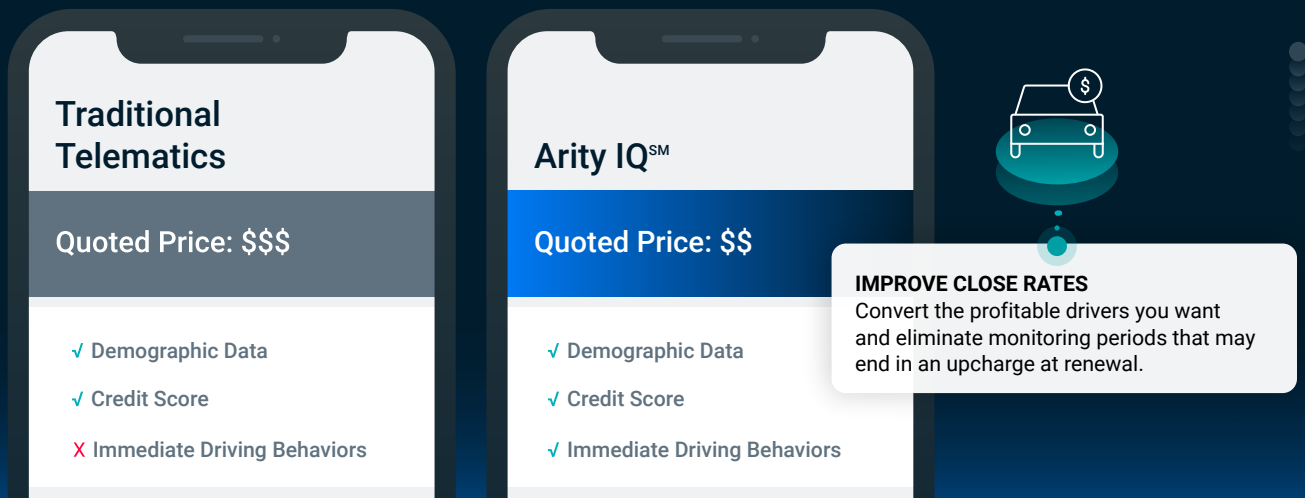 Traditional
Telematics
Quoted Price: $$$
√ Demographic Data
√ Credit Score
X Immediate Driving Behaviors
Arity IQ℠
Quoted Price: $$
√ Demographic Data
√ Credit Score
√ Immediate Driving Behaviors
$
IMPROVE CLOSE RATES
Convert the profitable drivers you want
and eliminate monitoring periods that may
end in an upcharge at renewal.